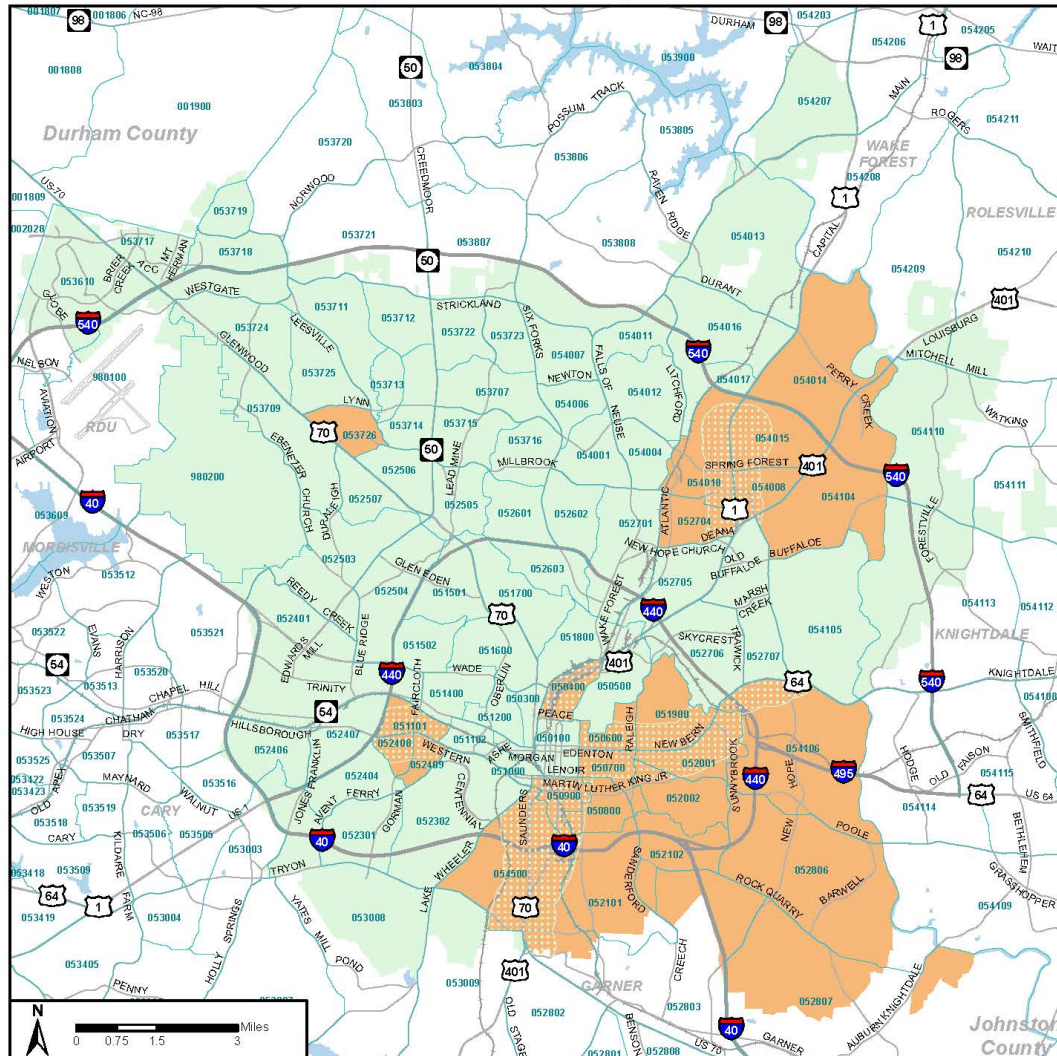 001807
98
001806
NC-98
DURHAM
98
054203
1
054205
054206
98
WAIT
001808
50
053804
053900
MAIN
054207
001900
053803
POSSUM TRACK
053805
ROGERS
054211
Durham County
053720
CREEDMOOR
053806
WAKE FOREST
US-70
NORWOOD
RAVEN RIDGE
054208
001809
1
CAPITAL
ROLESVILLE
002028
053719
053721
053807
053808
054013
054210
053717
053718
50
BRIER CREEK
ACC
MT HERMAN
054209
053610
WESTGATE
DURANT
401
GLOBE
540
053711
STRICKLAND
LOUISBURG
LEESVILLE
053712
SIX FORKS
054016
053724
053722
053723
054011
540
MITCHELL MILL
NELSON
GLENWOOD
054007
FALLS OF NEUSE
PERRY CREEK
980100
053725
053713
NEWTON
054012
LITCHFORD
054017
054014
AVIATION
053707
054006
WATKINS
RDU
053709
LYNN
70
053726
053714
053715
053716
054015
054110
AIRPORT
50
LEAD MINE
MILLBROOK
054001
054004
SPRING FOREST
401
980200
EBENEZER CHURCH
052506
054018
054008
540
054111
40
DURALEIGH
052507
052505
052601
052602
ATLANTIC
1
054104
053609
052701
052704
DEANA
FORESTVILLE
MORRISVILLE
052503
NEW HOPE CHURCH
OLD BUFFALOE
BUFFALOE
WESTON
053512
GLEN EDEN
052603
REEDY CREEK
052504
051501
051700
052705
MARSH CREEK
054113
054112
052401
70
WAKE FOREST
440
053522
EVANS
HARRISON
053521
EDWARDS MILL
BLUE RIDGE
051502
051800
SKYCREST
TRAWICK
054105
KNIGHTDALE
54
051600
401
052706
052707
053520
440
WADE
OBERLIN
64
053523
053513
CHAPEL HILL
TRINITY
FAIRCLOTH
051400
050300
050400
050500
540
KNIGHTDALE
054108
053524
CHATHAM
54
051200
PEACE
051900
SMITHFIELD
HIGH HOUSE
DRY
053517
HILLSBOROUGH
052407
051101
RALEIGH
NEW BERN
053507
052406
052408
WESTERN
051102
ASHE
050100
050600
SUNNYBROOK
054106
053525
MORGAN
EDENTON
HODGE
OLD FAISON
053422
MAYNARD
053516
052409
051000
LENOIR
050700
052001
440
HOPE
495
054115
053423
OLD APEX
WALNUT
US 1
JONES FRANKLIN
052404
MARTIN LUTHER KING JR
64
US 64
053519
CARY
AVENT FERRY
CENTENNIAL
050900
050800
052002
054114
053518
053506
053505
GORMAN
SAUNDERS
NEW
POOLE
BETHLEHEM
CARY
KILDAIRE FARM
40
052301
052302
40
053003
052102
052806
GRASSHOPPER
053418
053509
TRYON
LAKE WHEELER
054500
SANDERFORD
ROCK QUARRY
BARWELL
64
1
70
052101
054109
053419
053004
YATES MILL POND
053008
HOLLY SPRINGS
401
CREECH
053405
053009
GARNER
AUBURN KNIGHTDALE
PENNY
OLD STAGE
BENSON
052802
052803
052807
N
40
GARNER
Johnston County
Miles
0 0.75 1.5 3
052801
052808
US 70